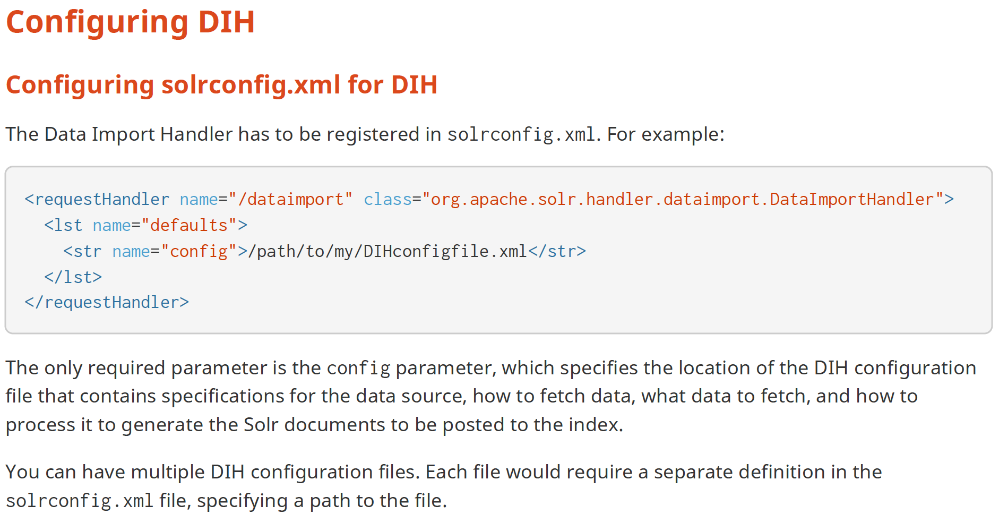 Configuring DIH
Configuring solrconfig.xml for DIH
The Data Import Handler has to be registered in solrconfig.xml. For example:
<requestHandler name="/dataimport" class="org.apache.solr.handler.dataimport.DataImportHandler">
  <lst name="defaults">
    <str name="config">/path/to/my/DIHconfigfile.xml</str>
  </lst>
</requestHandler>
The only required parameter is the config parameter, which specifies the location of the DIH configuration
file that contains specifications for the data source, how to fetch data, what data to fetch, and how to
process it to generate the Solr documents to be posted to the index.
You can have multiple DIH configuration files. Each file would require a separate definition in the
solrconfig.xml file, specifying a path to the file.